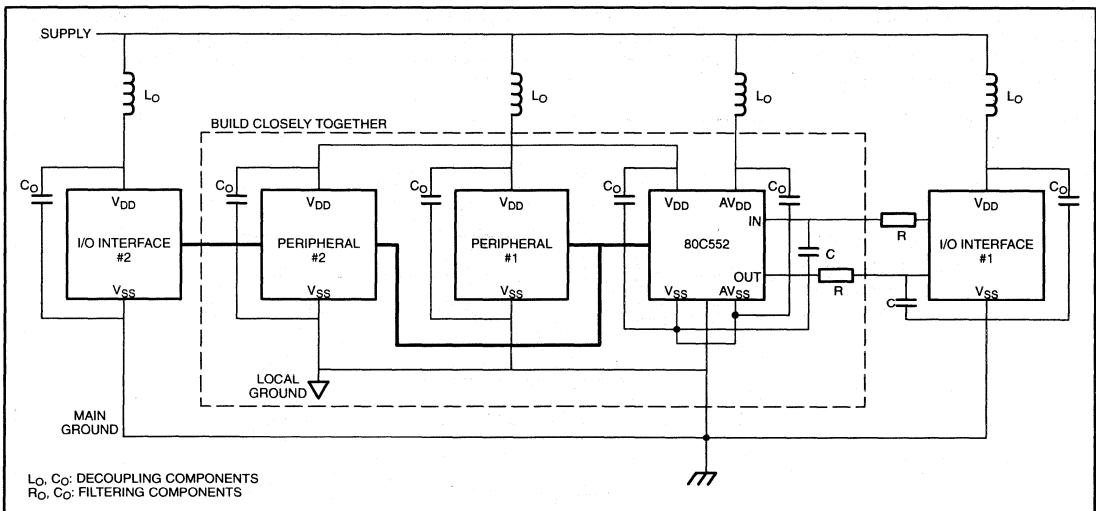 SUPPLY
LO LO LO LO
BUILD CLOSELY TOGETHER
CO CO CO CO CO CO
VDD VDD VDD VDD AVDD VDD
IN
I/O INTERFACE #2
PERIPHERAL #2
PERIPHERAL #1
80C552
R
I/O INTERFACE #1
C
OUT
R
C
VSS VSS VSS VSS AVSS VSS
LOCAL GROUND
MAIN GROUND
LO, CO: DECOUPLING COMPONENTS
RO, CO: FILTERING COMPONENTS